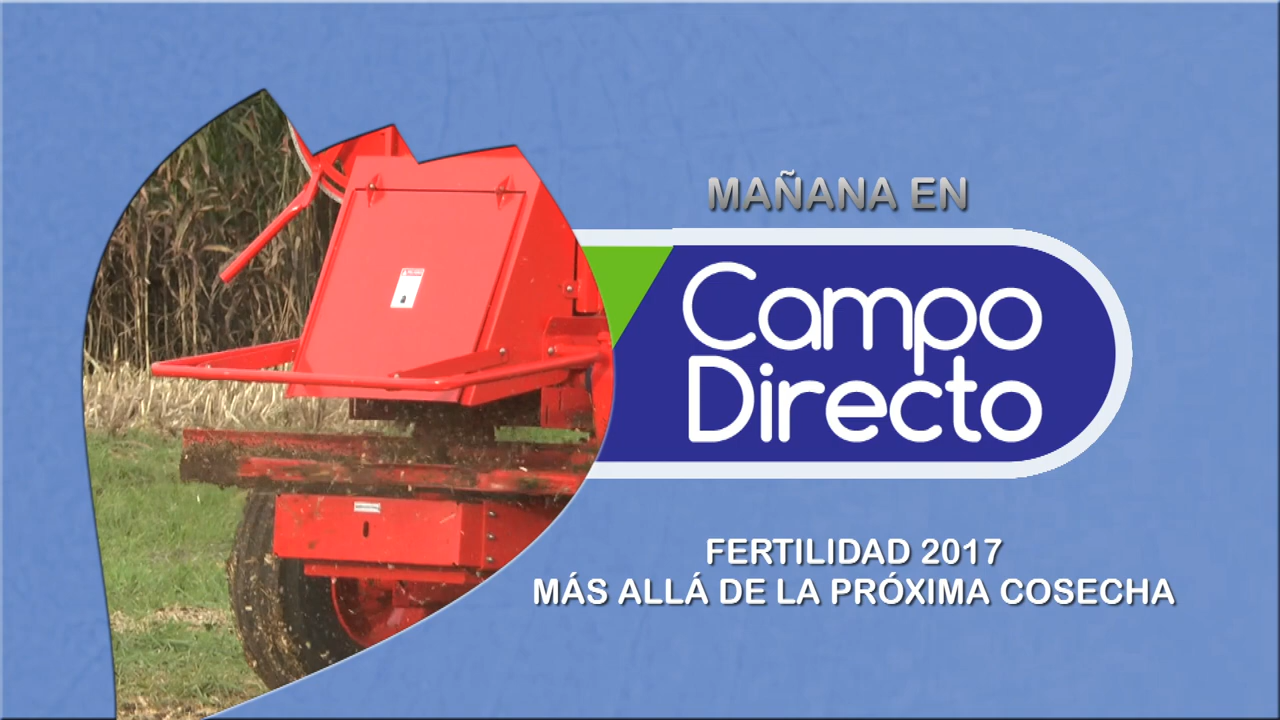 MAÑANA EN
Campo
Directo
FERTILIDAD 2017
MÁS ALLÁ DE LA PRÓXIMA COSECHA